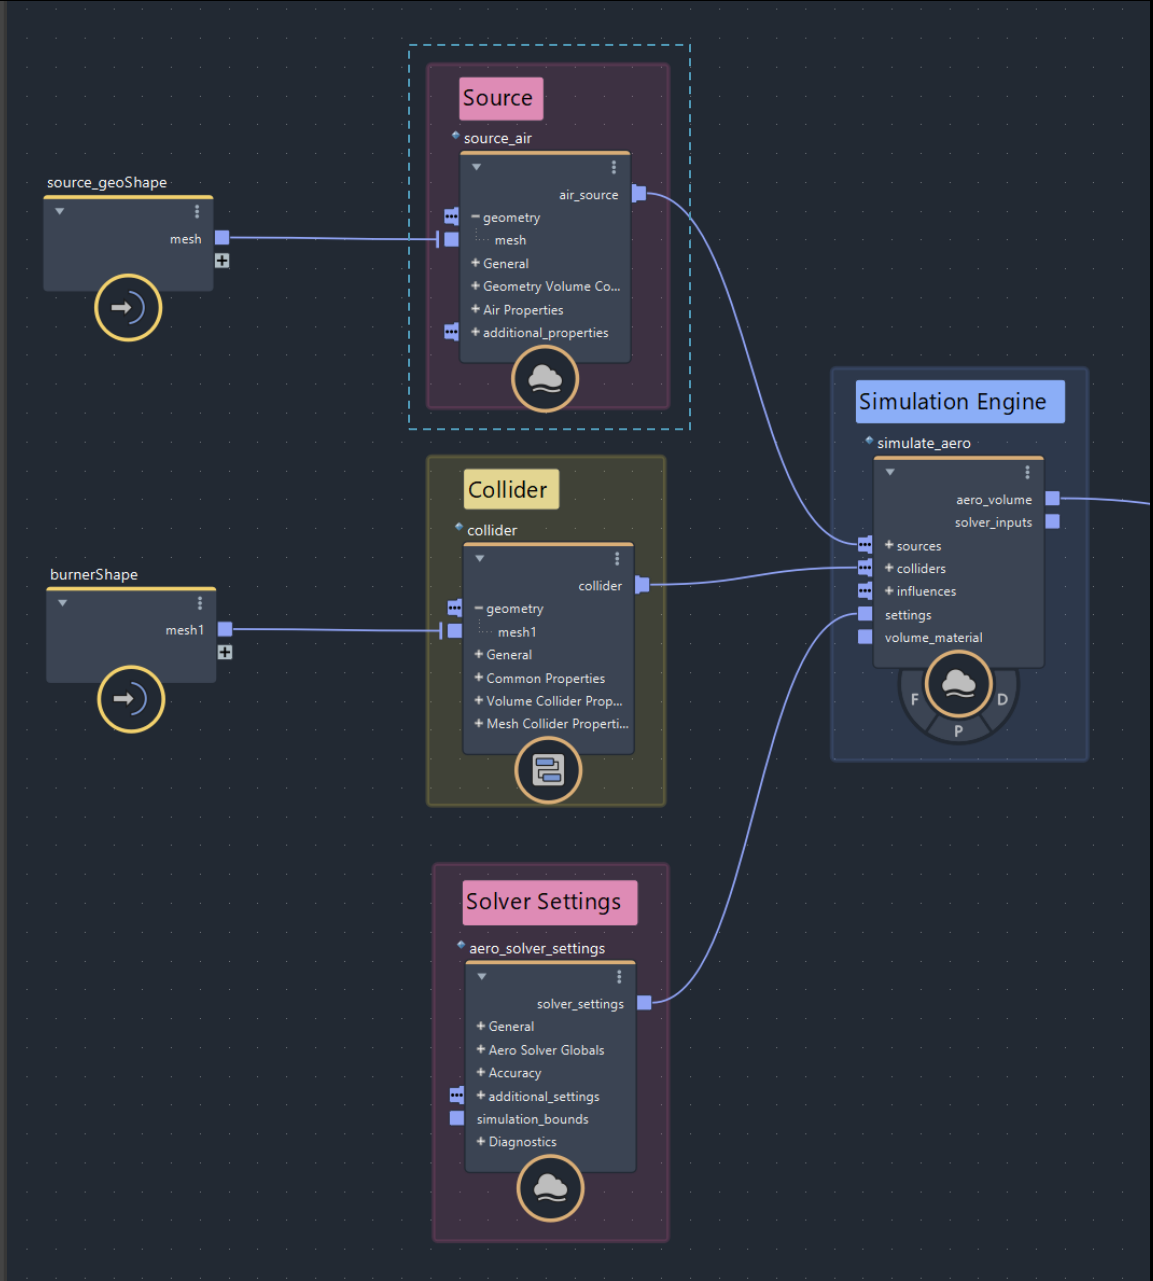 source_geoShape
mesh
Source
source_air
air_source
geometry
mesh
General
Geometry Volume Co...
Air Properties
additional_properties
burnerShape
mesh1
Collider
collider
collider
geometry
mesh1
General
Common Properties
Volume Collider Prop...
Mesh Collider Properti...
Solver Settings
aero_solver_settings
solver_settings
General
Aero Solver Globals
Accuracy
additional_settings
simulation_bounds
Diagnostics
Simulation Engine
simulate_aero
aero_volume
solver_inputs
sources
colliders
influences
settings
volume_material
F
D
P